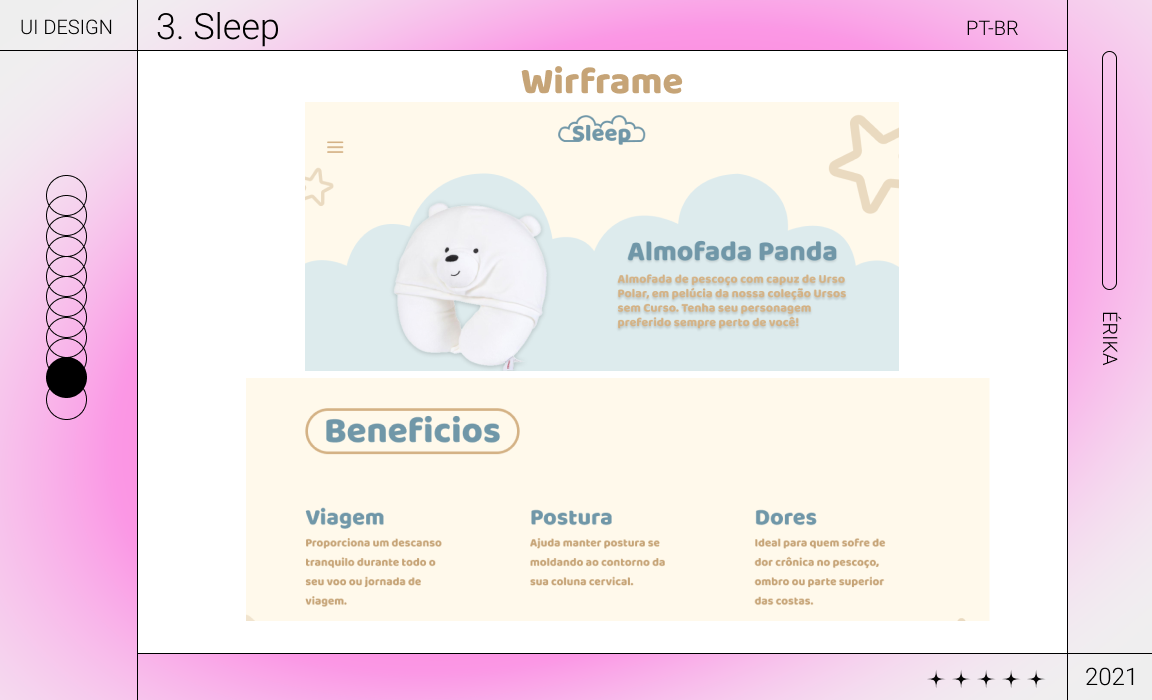 UI DESIGN
3. Sleep
PT-BR
Wirframe
Sleep
Almofada Panda
Almofada de pescoço com capuz de Urso
Polar, em pelúcia da nossa coleção Ursos
sem Curso. Tenha seu personagem
preferido sempre perto de você!
ÉRIKA
Beneficios
Viagem
Proporciona um descanso
tranquilo durante todo o
seu voo ou jornada de
viagem.
Postura
Ajuda manter postura se
moldando ao contorno da
sua coluna cervical.
Dores
Ideal para quem sofre de
dor crônica no pescoço,
ombro ou parte superior
das costas.
2021